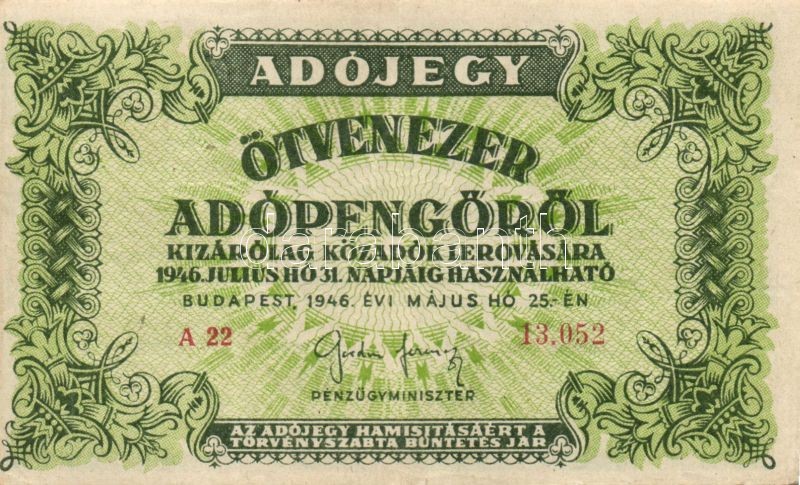 ADÓJEGY
ÖTVENEZER
ADÓPENGŐRŐL
KIZÁRÓLAG KÖZADÓK LEROVÁSÁRA
1946. JULIUS HÓ 31. NAPJÁIG HASZNÁLHATÓ
BUDAPEST, 1946. ÉVI MÁJUS HÓ 25.-ÉN
A 22
13,052
PÉNZÜGYMINISZTER
AZ ADÓJEGY HAMISITÁSÁÉRT A
TÖRVÉNYSZABTA BÜNTETÉS JÁR